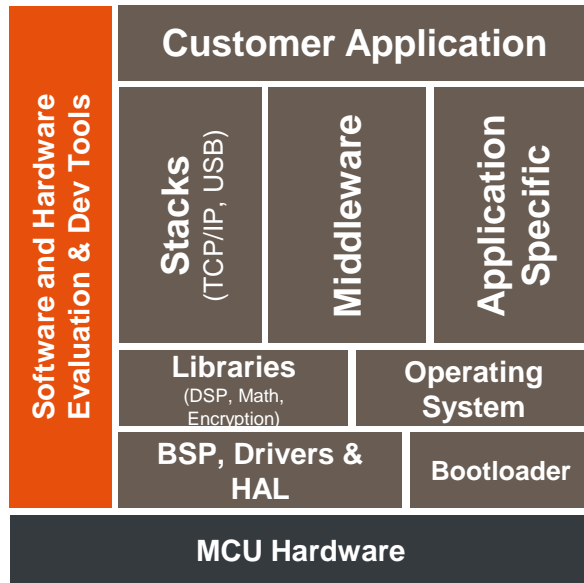 Customer Application
Software and Hardware
Evaluation & Dev Tools
Stacks
(TCP/IP, USB)
Middleware
Application
Specific
Libraries
(DSP, Math,
Encryption)
Operating
System
BSP, Drivers &
HAL
Bootloader
MCU Hardware